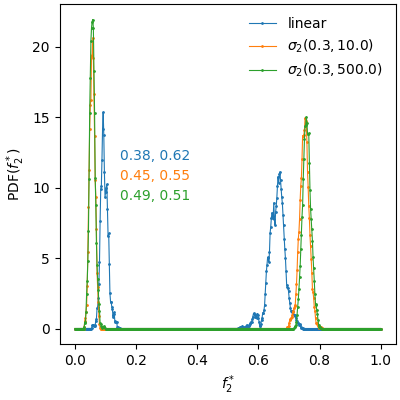 linear
σ₂(0.3, 10.0)
σ₂(0.3, 500.0)
0.38, 0.62
0.45, 0.55
0.49, 0.51
PDF(f₂*)
20
15
10
5
0
0.0 0.2 0.4 0.6 0.8 1.0
f₂*